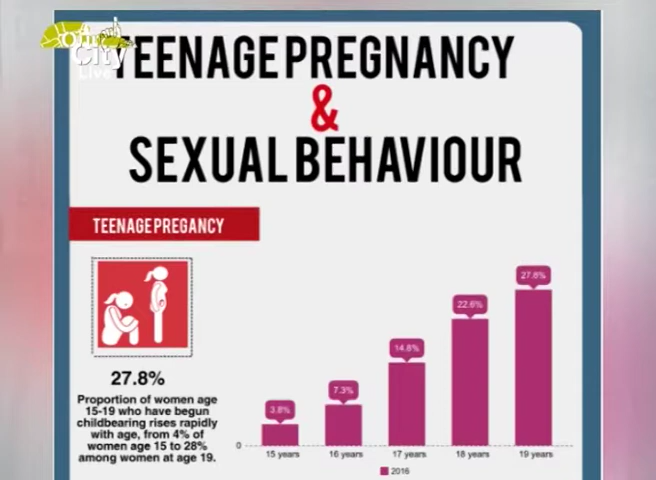 Our
City
Live
TEENAGE PREGNANCY
&
SEXUAL BEHAVIOUR
TEENAGE PREGANCY
27.8%
Proportion of women age
15-19 who have begun
childbearing rises rapidly
with age, from 4% of
women age 15 to 28%
among women at age 19.
3.8%
7.3%
14.8%
22.6%
27.8%
0
15 years
16 years
17 years
18 years
19 years
2016